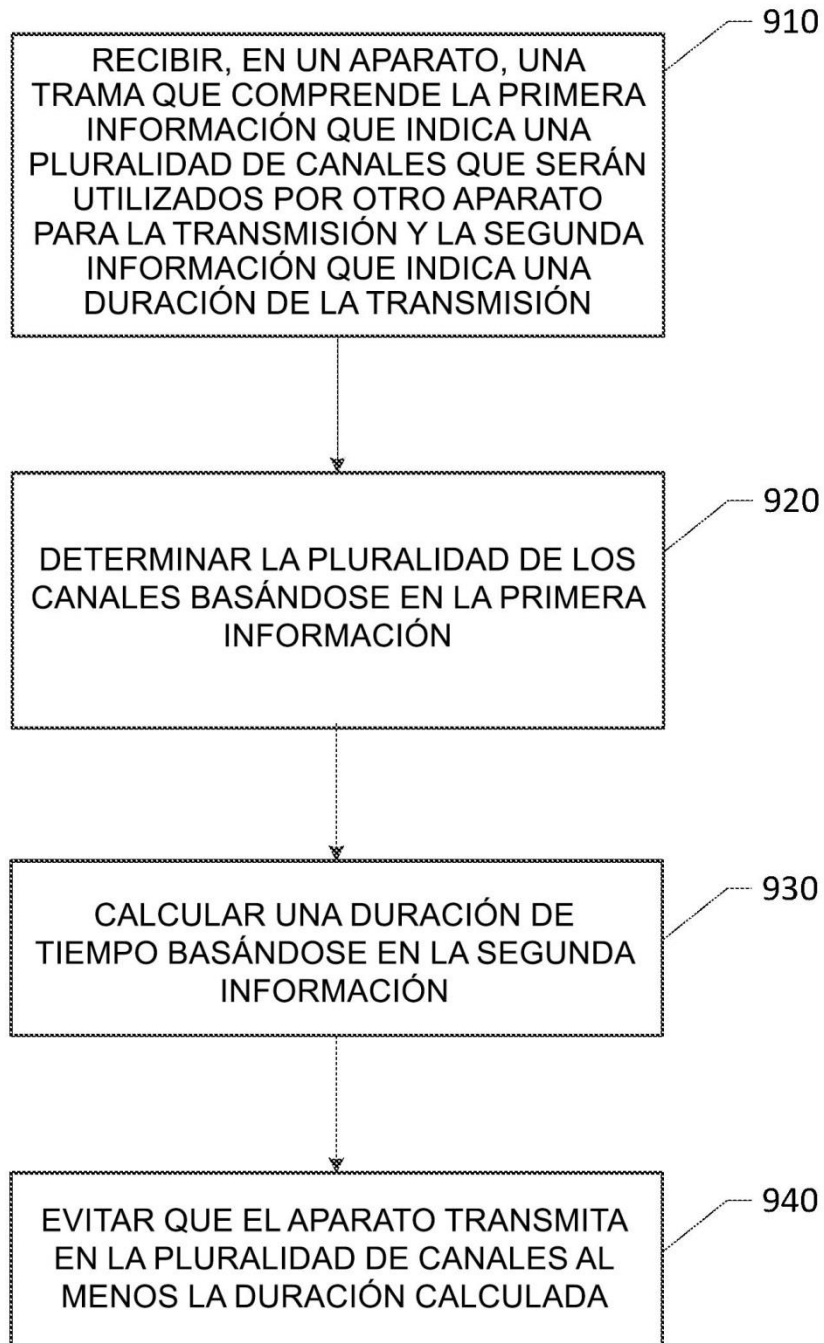 910
RECIBIR, EN UN APARATO, UNA
TRAMA QUE COMPRENDE LA PRIMERA
INFORMACIÓN QUE INDICA UNA
PLURALIDAD DE CANALES QUE SERÁN
UTILIZADOS POR OTRO APARATO
PARA LA TRANSMISIÓN Y LA SEGUNDA
INFORMACIÓN QUE INDICA UNA
DURACIÓN DE LA TRANSMISIÓN
920
DETERMINAR LA PLURALIDAD DE LOS
CANALES BASÁNDOSE EN LA PRIMERA
INFORMACIÓN
930
CALCULAR UNA DURACIÓN DE
TIEMPO BASÁNDOSE EN LA SEGUNDA
INFORMACIÓN
940
EVITAR QUE EL APARATO TRANSMITA
EN LA PLURALIDAD DE CANALES AL
MENOS LA DURACIÓN CALCULADA